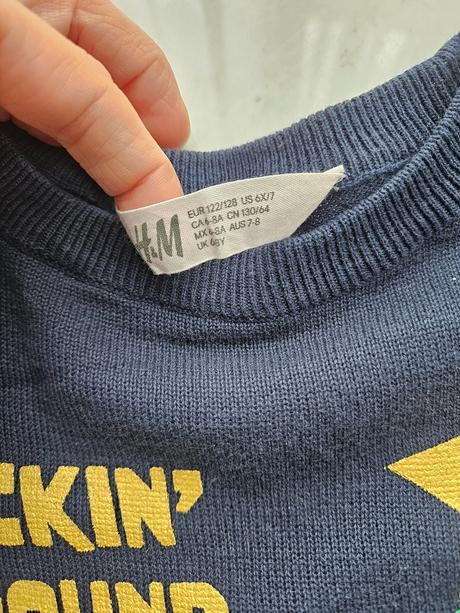 H&M
EUR 122/128 US 6X/7
CA 6-8A CN 130/64
MX 6-8A AUS 7-8
UK 6-8Y
CKIN'
OUND